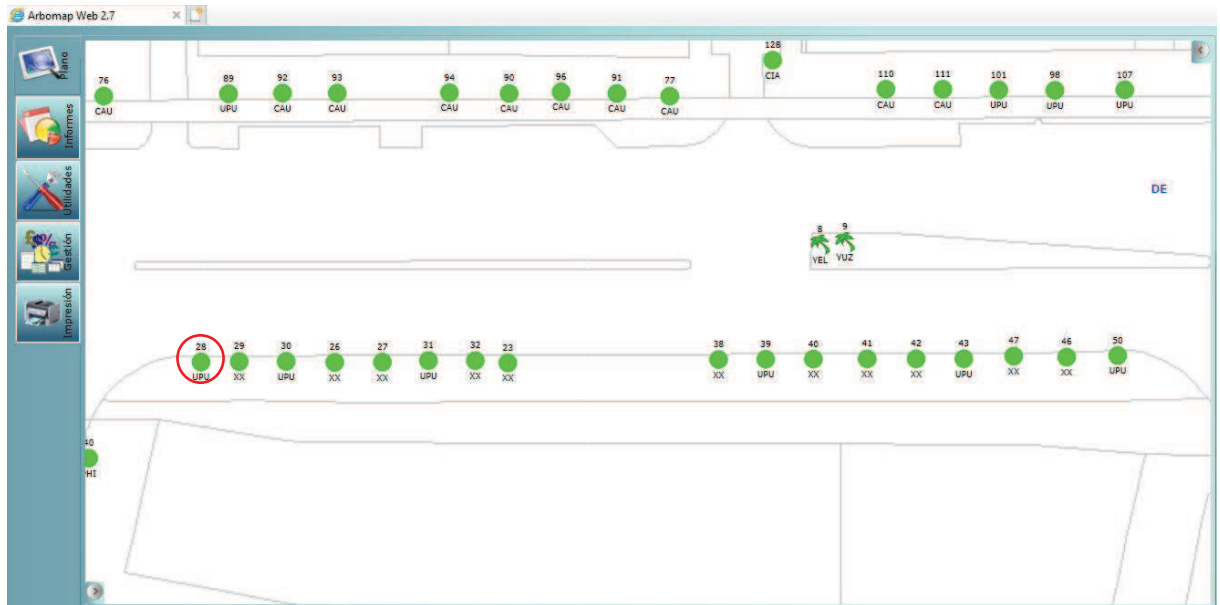 Arbomap Web 2.7
Plano
Informes
Utilidades
Gestión
Impresión
128
CIA
76 89 92 93 94 90 96 91 77 110 111 101 98 107
CAU UPU CAU CAU CAU CAU CAU CAU CAU CAU CAU UPU UPU UPU
DE
8 9
YEL YUZ
28 29 30 26 27 31 32 23 38 39 40 41 42 43 47 46 50
UPU XX UPU XX XX UPU XX XX XX UPU XX XX XX UPU XX XX UPU
40
HI